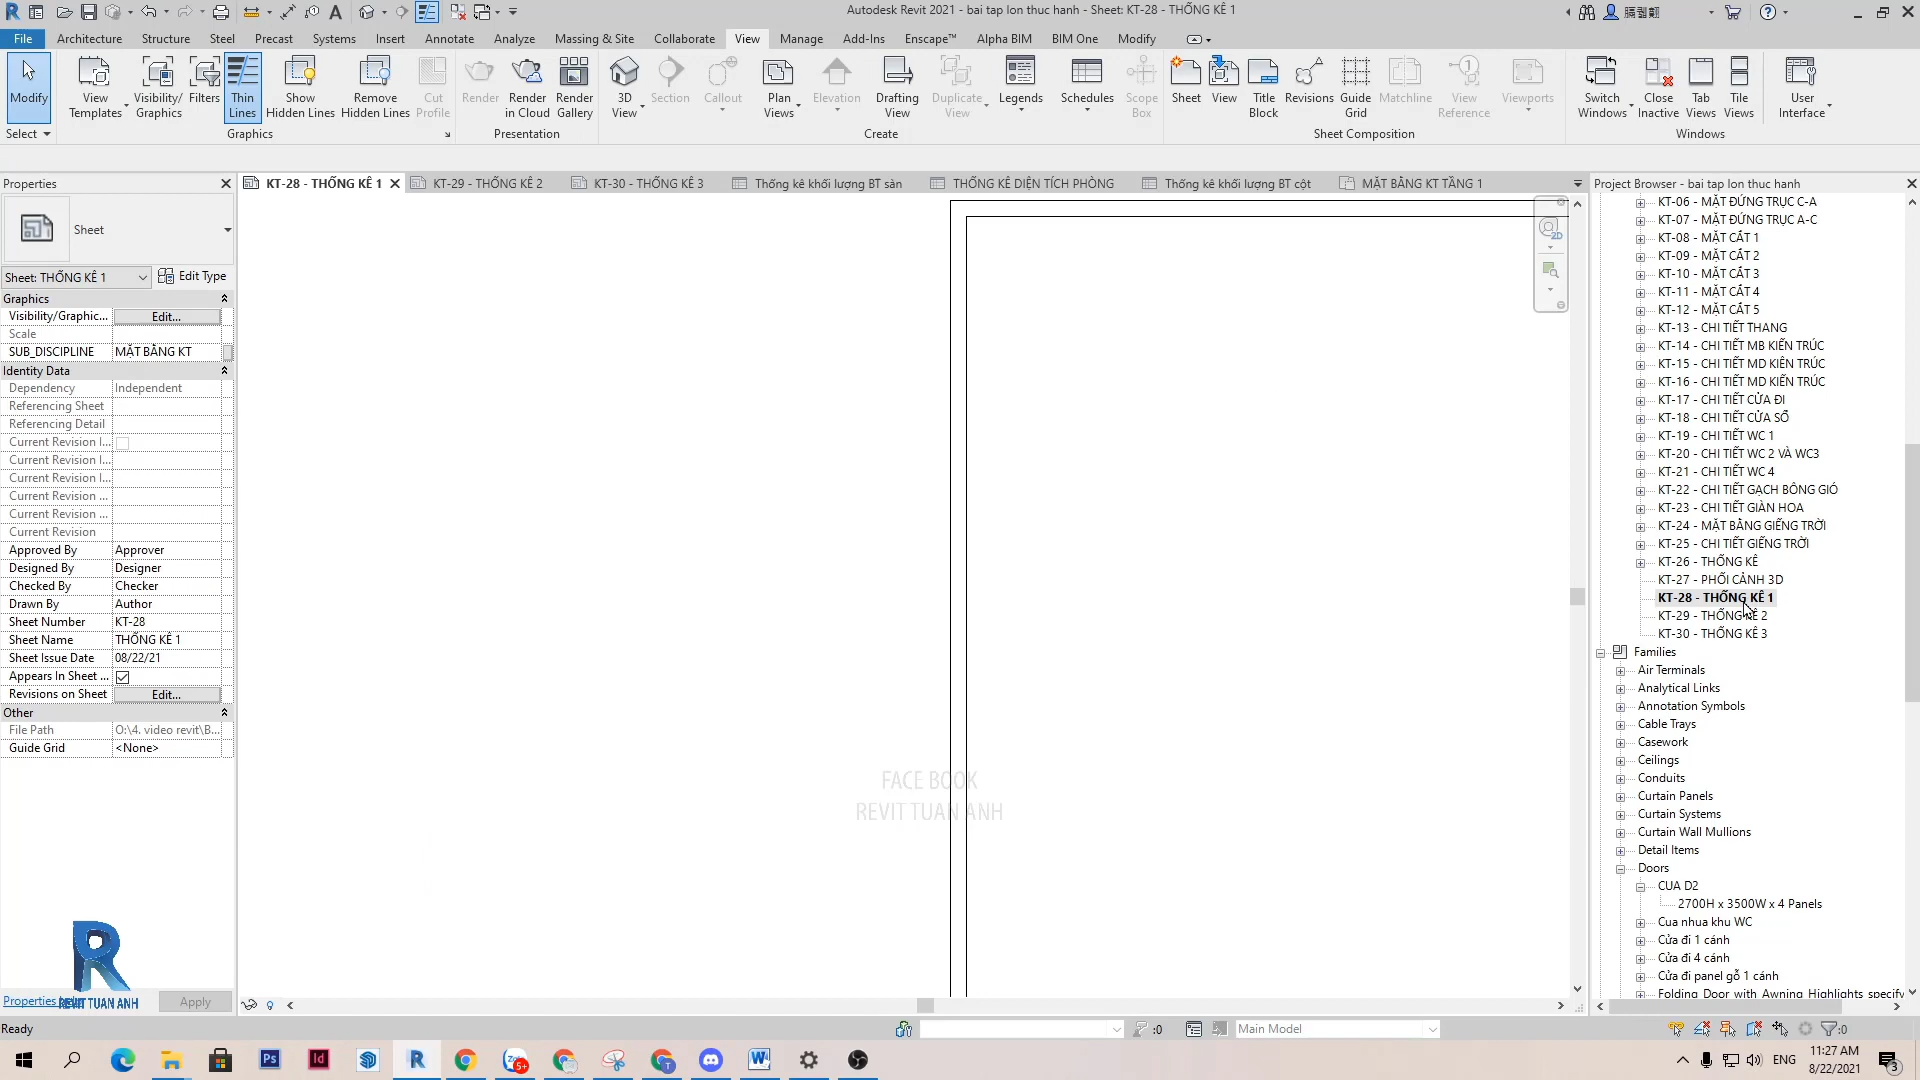 Autodesk Revit 2021 - bai tap lon thuc hanh - Sheet: KT-28 - THỐNG KÊ 1
File Architecture Structure Steel Precast Systems Insert Annotate Analyze Massing & Site Collaborate View Manage Add-Ins Enscape™ Alpha BIM BIM One Modify
Modify
View Templates
Visibility/ Graphics
Filters
Thin Lines
Show Hidden Lines
Remove Hidden Lines
Cut Profile
Render
Render in Cloud
Render Gallery
3D View
Section
Callout
Plan Views
Elevation
Drafting View
Duplicate View
Legends
Schedules
Scope Box
Sheet
View
Title Block
Revisions
Guide Grid
Matchline
View Reference
Viewports
Switch Windows
Close Inactive
Tab Views
Tile Views
User Interface
Select Graphics Presentation Create Sheet Composition Windows
Properties
KT-28 - THỐNG KÊ 1
KT-29 - THỐNG KÊ 2
KT-30 - THỐNG KÊ 3
Thống kê khối lượng BT sàn
THỐNG KÊ DIỆN TÍCH PHÒNG
Thống kê khối lượng BT cột
MẶT BẰNG KT TẦNG 1
Project Browser - bai tap lon thuc hanh
Sheet
Sheet: THỐNG KÊ 1
Edit Type
Graphics
Visibility/Graphic... Edit...
Scale
SUB_DISCIPLINE MẶT BẰNG KT
Identity Data
Dependency Independent
Referencing Sheet
Referencing Detail
Current Revision I...
Current Revision I...
Current Revision I...
Current Revision ...
Current Revision ...
Current Revision
Approved By Approver
Designed By Designer
Checked By Checker
Drawn By Author
Sheet Number KT-28
Sheet Name THỐNG KÊ 1
Sheet Issue Date 08/22/21
Appears In Sheet ...
Revisions on Sheet Edit...
Other
File Path O:\4. video revit\B...
Guide Grid <None>
2D
FACE BOOK
REVIT TUAN ANH
KT-06 - MẶT ĐỨNG TRỤC C-A
KT-07 - MẶT ĐỨNG TRỤC A-C
KT-08 - MẶT CẮT 1
KT-09 - MẶT CẮT 2
KT-10 - MẶT CẮT 3
KT-11 - MẶT CẮT 4
KT-12 - MẶT CẮT 5
KT-13 - CHI TIẾT THANG
KT-14 - CHI TIẾT MB KIẾN TRÚC
KT-15 - CHI TIẾT MD KIẾN TRÚC
KT-16 - CHI TIẾT MD KIẾN TRÚC
KT-17 - CHI TIẾT CỬA ĐI
KT-18 - CHI TIẾT CỬA SỔ
KT-19 - CHI TIẾT WC 1
KT-20 - CHI TIẾT WC 2 VÀ WC3
KT-21 - CHI TIẾT WC 4
KT-22 - CHI TIẾT GẠCH BÔNG GIÓ
KT-23 - CHI TIẾT GIÀN HOA
KT-24 - MẶT BẰNG GIẾNG TRỜI
KT-25 - CHI TIẾT GIẾNG TRỜI
KT-26 - THỐNG KÊ
KT-27 - PHỐI CẢNH 3D
KT-28 - THỐNG KÊ 1
KT-29 - THỐNG KÊ 2
KT-30 - THỐNG KÊ 3
Families
Air Terminals
Analytical Links
Annotation Symbols
Cable Trays
Casework
Ceilings
Conduits
Curtain Panels
Curtain Systems
Curtain Wall Mullions
Detail Items
Doors
CUA D2
2700H x 3500W x 4 Panels
Cua nhua khu WC
Cửa đi 1 cánh
Cửa đi 4 cánh
Cửa đi panel gỗ 1 cánh
Folding Door with Awning Highlights specify
Properties
REVIT TUAN ANH
Apply
Ready
:0
Main Model
:0
11:27 AM
ENG
8/22/2021
3